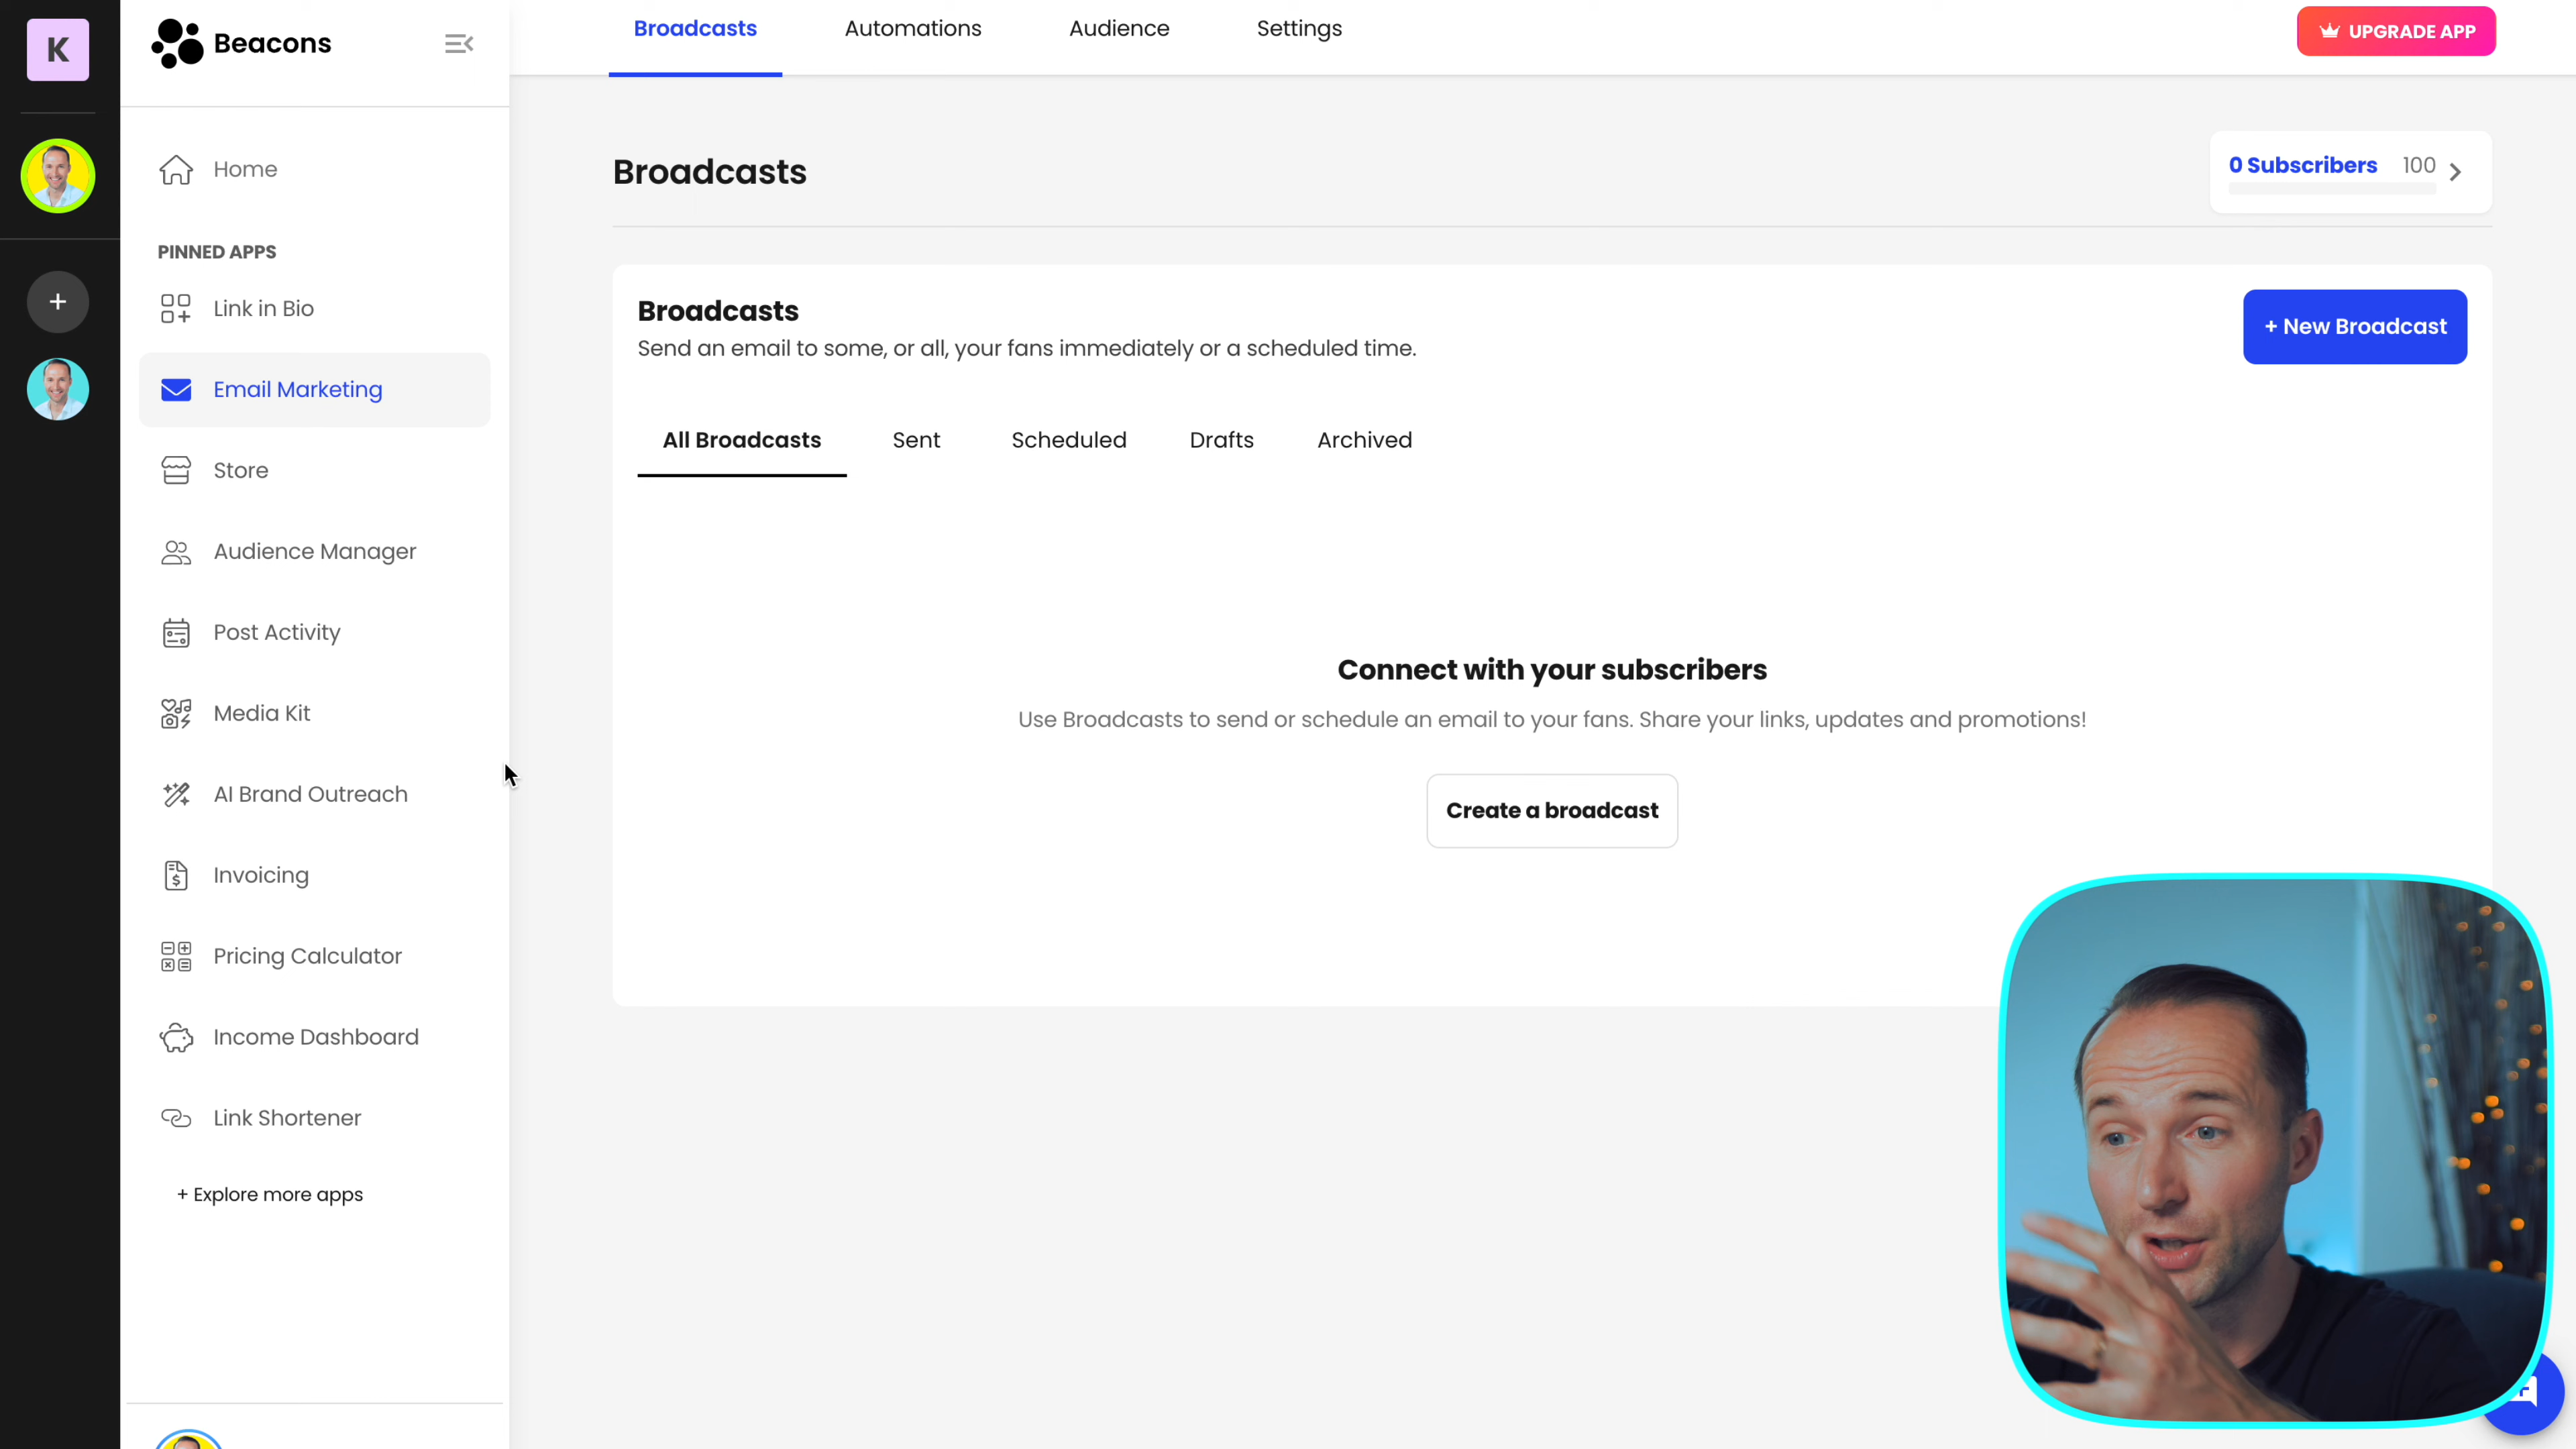 K
Beacons
Home
PINNED APPS
Link in Bio
Email Marketing
Store
Audience Manager
Post Activity
Media Kit
AI Brand Outreach
Invoicing
Pricing Calculator
Income Dashboard
Link Shortener
+ Explore more apps
Broadcasts Automations Audience Settings
UPGRADE APP
Broadcasts
0 Subscribers 100
Broadcasts
Send an email to some, or all, your fans immediately or a scheduled time.
+ New Broadcast
All Broadcasts Sent Scheduled Drafts Archived
Connect with your subscribers
Use Broadcasts to send or schedule an email to your fans. Share your links, updates and promotions!
Create a broadcast